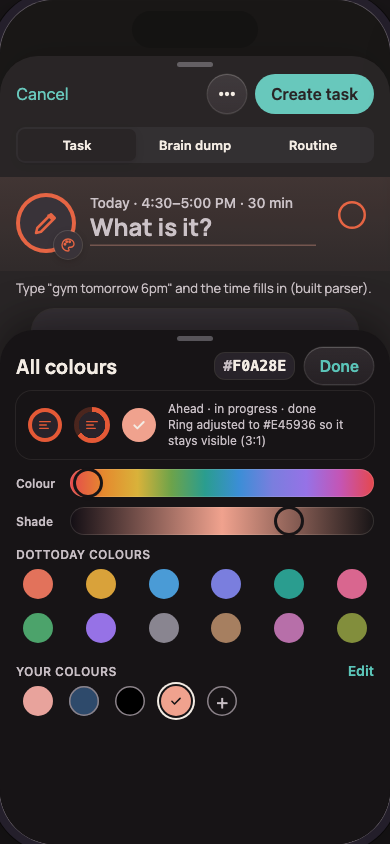 Cancel
•••
Create task
Task
Brain dump
Routine
Today · 4:30–5:00 PM · 30 min
What is it?
Type "gym tomorrow 6pm" and the time fills in (built parser).
All colours
#F0A28E
Done
Ahead · in progress · done
Ring adjusted to #E45936 so it
stays visible (3:1)
Colour
Shade
DOTTODAY COLOURS
YOUR COLOURS
Edit
+